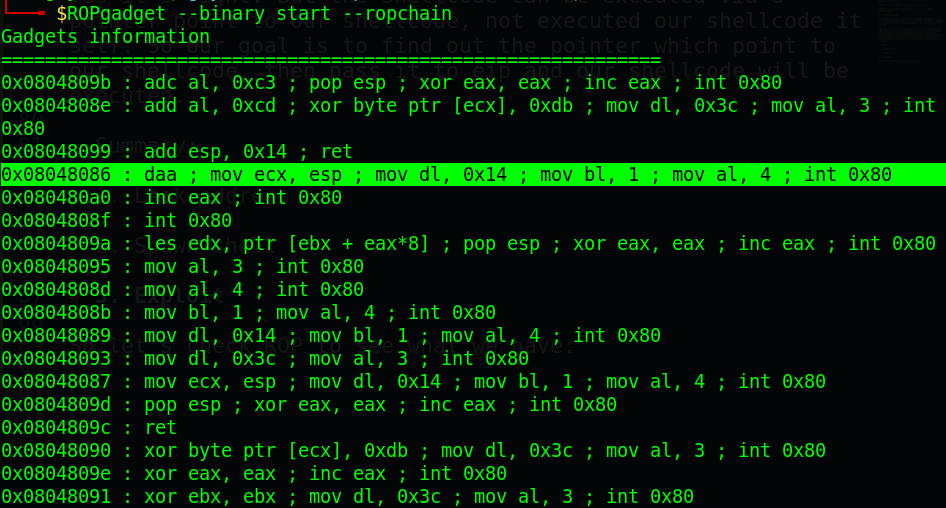 $ROPgadget --binary start --ropchain
Gadgets information
============================================================
0x0804809b : adc al, 0xc3 ; pop esp ; xor eax, eax ; inc eax ; int 0x80
0x0804808e : add al, 0xcd ; xor byte ptr [ecx], 0xdb ; mov dl, 0x3c ; mov al, 3 ; int
0x80
0x08048099 : add esp, 0x14 ; ret
0x08048086 : daa ; mov ecx, esp ; mov dl, 0x14 ; mov bl, 1 ; mov al, 4 ; int 0x80
0x080480a0 : inc eax ; int 0x80
0x0804808f : int 0x80
0x0804809a : les edx, ptr [ebx + eax*8] ; pop esp ; xor eax, eax ; inc eax ; int 0x80
0x08048095 : mov al, 3 ; int 0x80
0x0804808d : mov al, 4 ; int 0x80
0x0804808b : mov bl, 1 ; mov al, 4 ; int 0x80
0x08048089 : mov dl, 0x14 ; mov bl, 1 ; mov al, 4 ; int 0x80
0x08048093 : mov dl, 0x3c ; mov al, 3 ; int 0x80
0x08048087 : mov ecx, esp ; mov dl, 0x14 ; mov bl, 1 ; mov al, 4 ; int 0x80
0x0804809d : pop esp ; xor eax, eax ; inc eax ; int 0x80
0x0804809c : ret
0x08048090 : xor byte ptr [ecx], 0xdb ; mov dl, 0x3c ; mov al, 3 ; int 0x80
0x0804809e : xor eax, eax ; inc eax ; int 0x80
0x08048091 : xor ebx, ebx ; mov dl, 0x3c ; mov al, 3 ; int 0x80